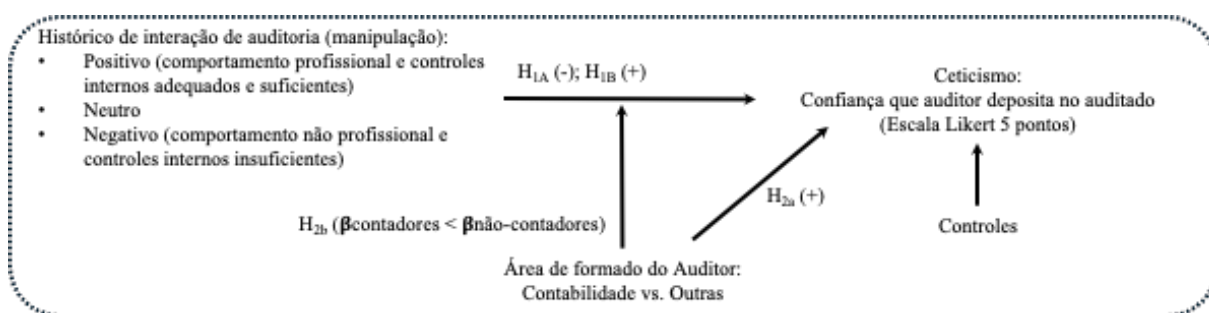 Histórico de interação de auditoria (manipulação):
• Positivo (comportamento profissional e controles
internos adequados e suficientes)
• Neutro
• Negativo (comportamento não profissional e
controles internos insuficientes)
H1A (-); H1B (+)
Ceticismo:
Confiança que auditor deposita no auditado
(Escala Likert 5 pontos)
H2a (+)
H2b (βcontadores < βnão-contadores)
Controles
Área de formado do Auditor:
Contabilidade vs. Outras